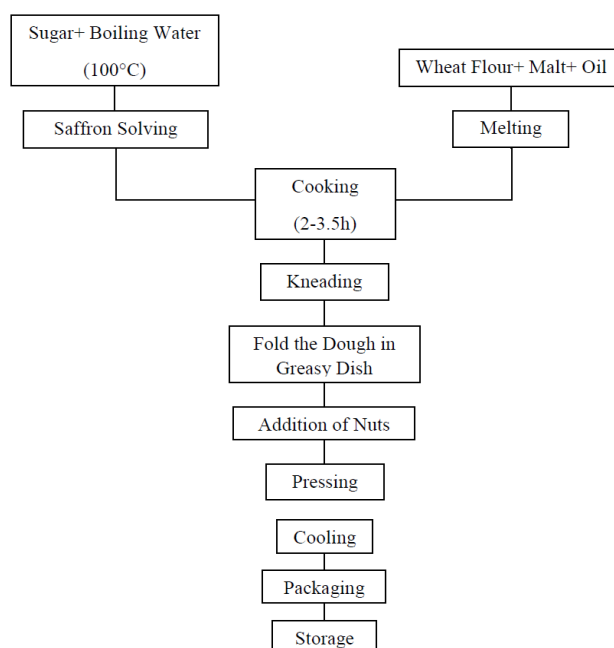 Sugar+ Boiling Water
(100°C)
Wheat Flour+ Malt+ Oil
Saffron Solving
Melting
Cooking
(2-3.5h)
Kneading
Fold the Dough in
Greasy Dish
Addition of Nuts
Pressing
Cooling
Packaging
Storage